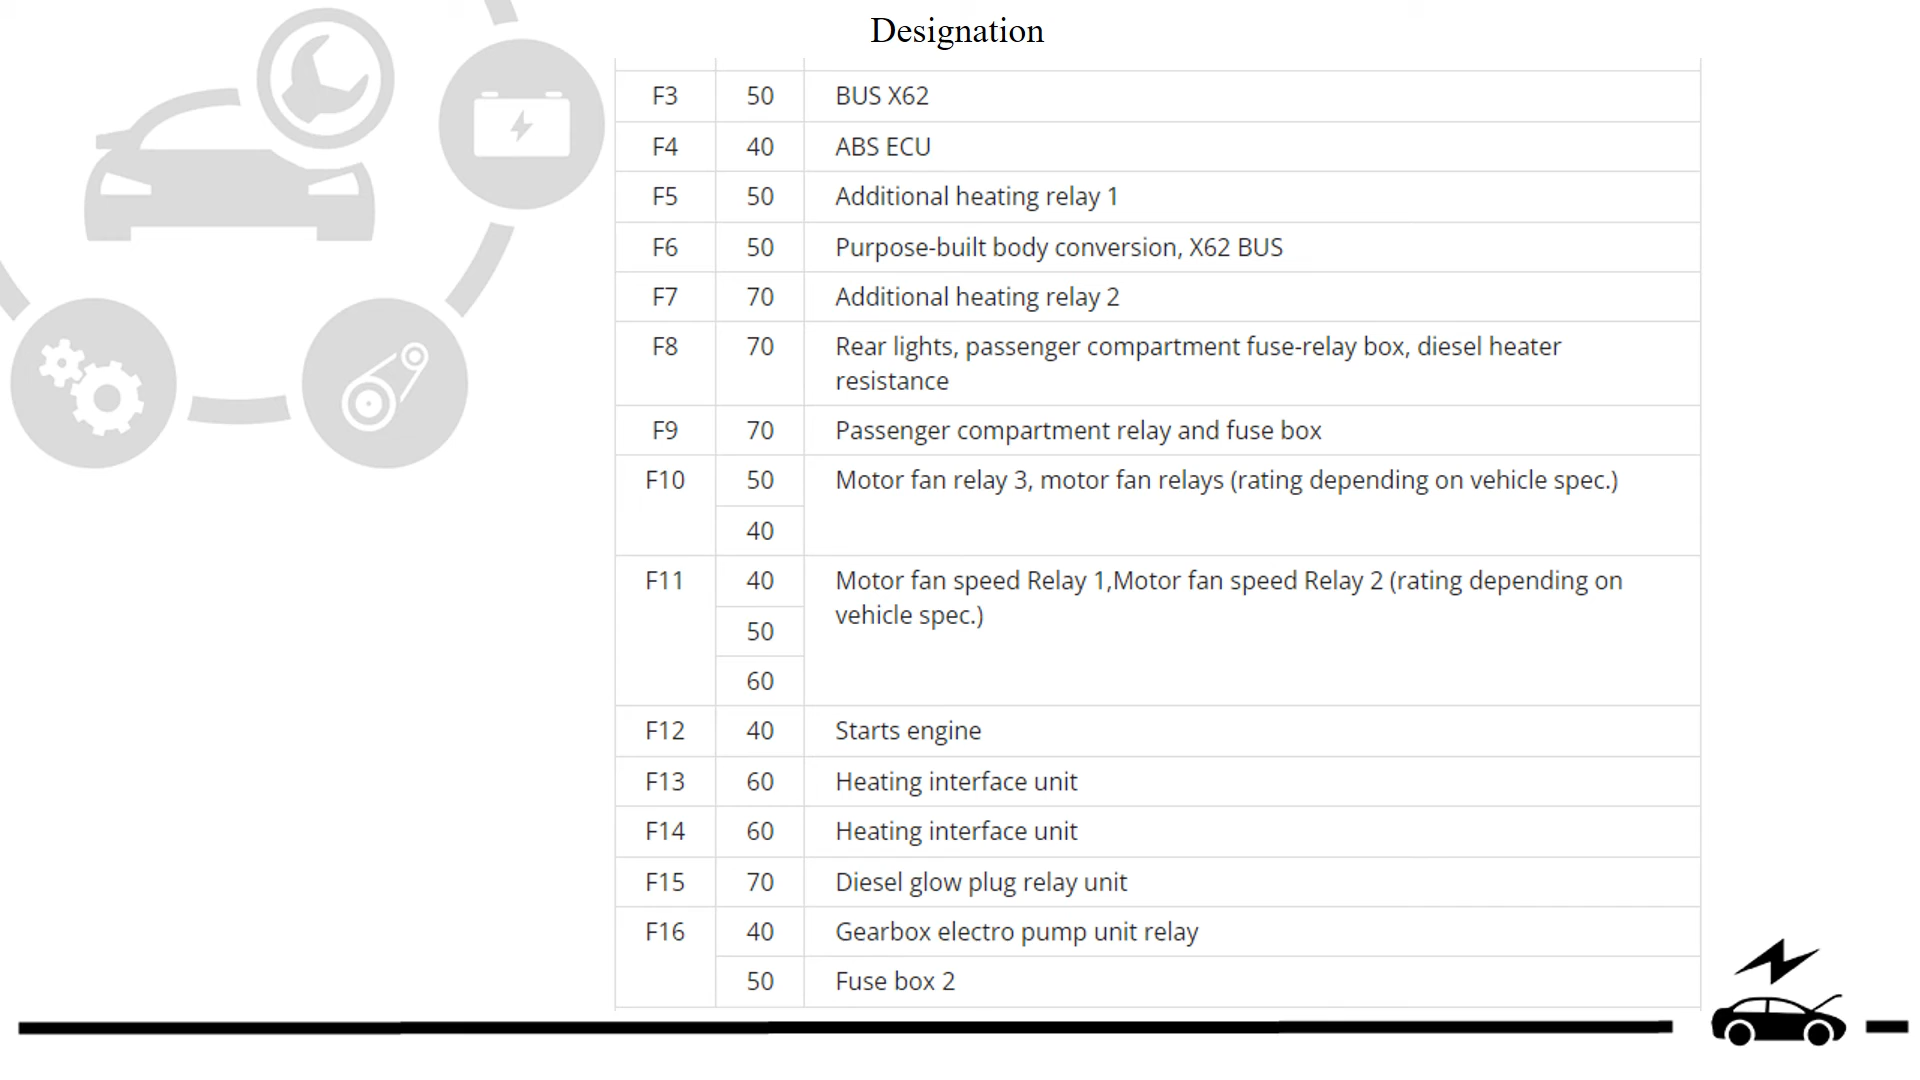 Designation
F3 50 BUS X62
F4 40 ABS ECU
F5 50 Additional heating relay 1
F6 50 Purpose-built body conversion, X62 BUS
F7 70 Additional heating relay 2
F8 70 Rear lights, passenger compartment fuse-relay box, diesel heater
resistance
F9 70 Passenger compartment relay and fuse box
F10 50 Motor fan relay 3, motor fan relays (rating depending on vehicle spec.)
40
F11 40 Motor fan speed Relay 1,Motor fan speed Relay 2 (rating depending on
vehicle spec.)
50
60
F12 40 Starts engine
F13 60 Heating interface unit
F14 60 Heating interface unit
F15 70 Diesel glow plug relay unit
F16 40 Gearbox electro pump unit relay
50 Fuse box 2